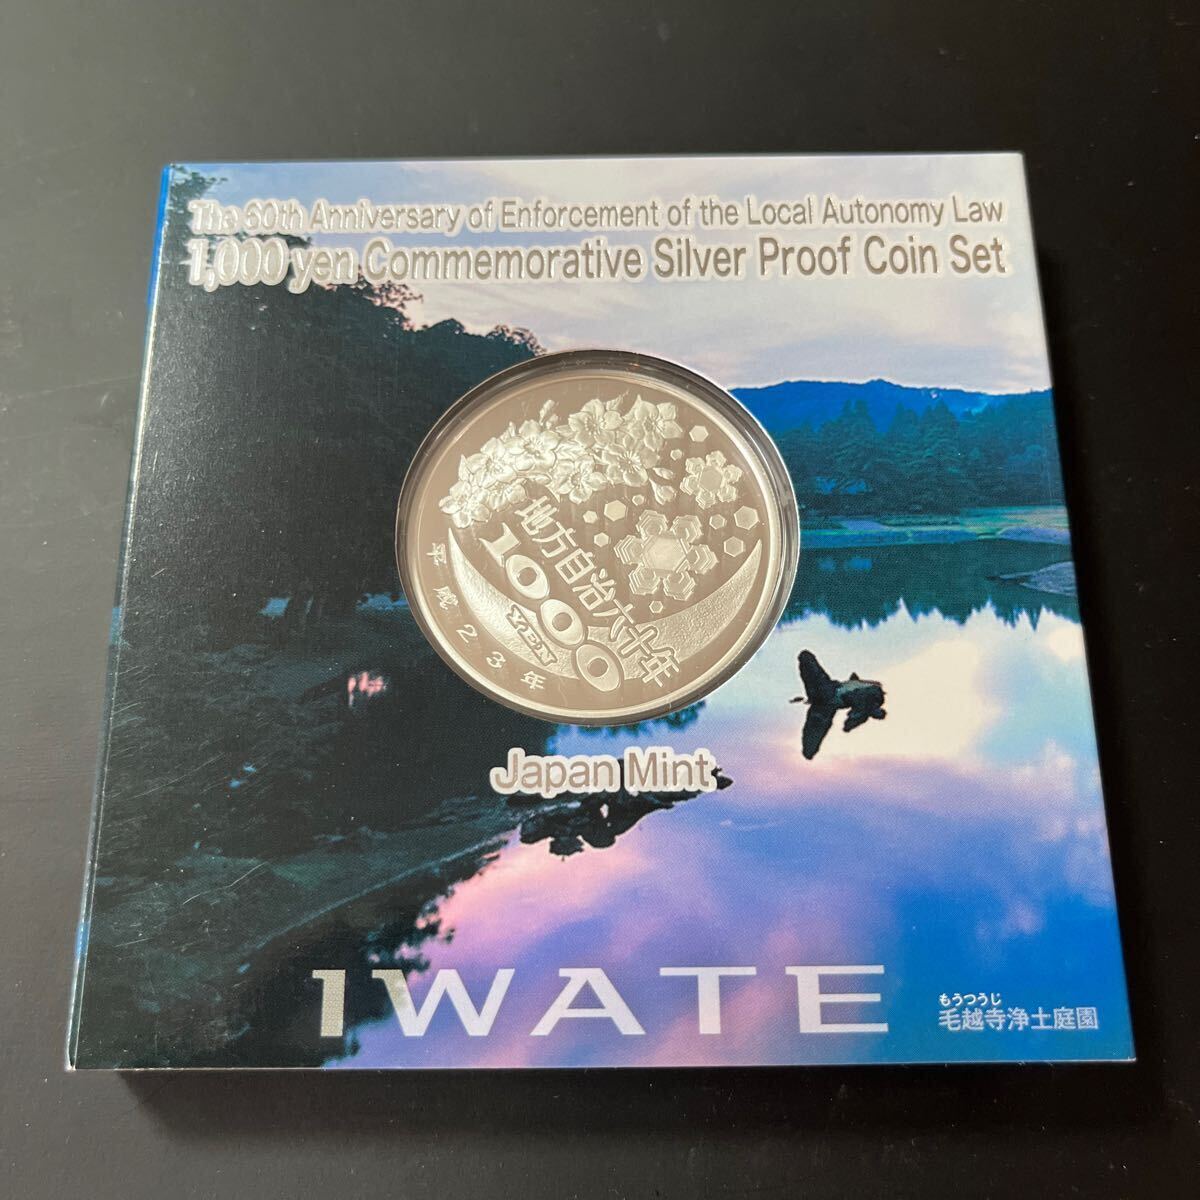 The 60th Anniversary of Enforcement of the Local Autonomy Law
1,000 yen Commemorative Silver Proof Coin Set
地方自治六十年
1000
YEN
平成23年
Japan Mint
IWATE
もうつうじ
毛越寺浄土庭園